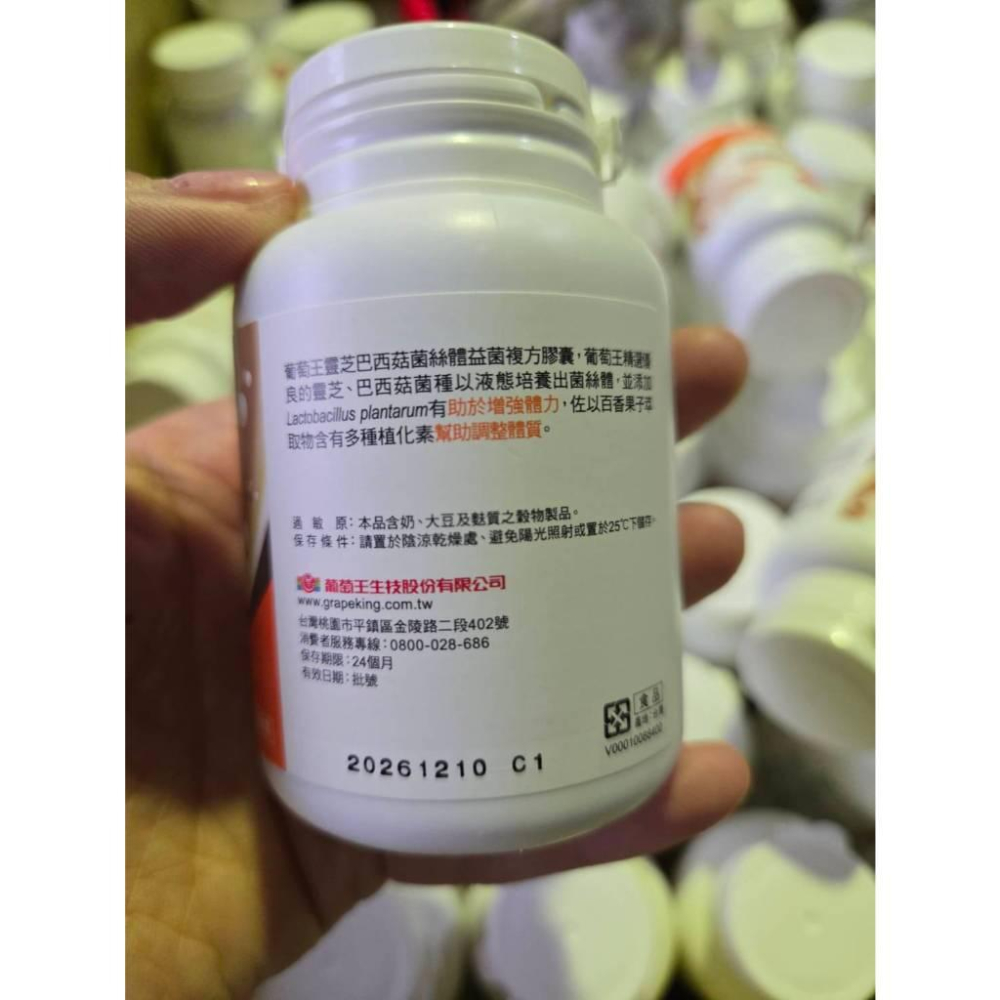 葡萄王靈芝巴西菇菌絲體益菌複方膠囊，葡萄王精選優
良的靈芝、巴西菇菌種以液態培養出菌絲體，並添加
Lactobacillus plantarum有助於增強體力，佐以百香果子萃
取物含有多種植化素幫助調整體質。
過敏原：本品含奶、大豆及麩質之穀物製品。
保存條件：請置於陰涼乾燥處、避免陽光照射或置於25℃下儲存。
葡萄王生技股份有限公司
www.grapeking.com.tw
台灣桃園市平鎮區金陵路二段402號
消費者服務專線：0800-028-686
保存期限：24個月
有效日期：批號
食品
產地：台灣
V00010088400
20261210 C1